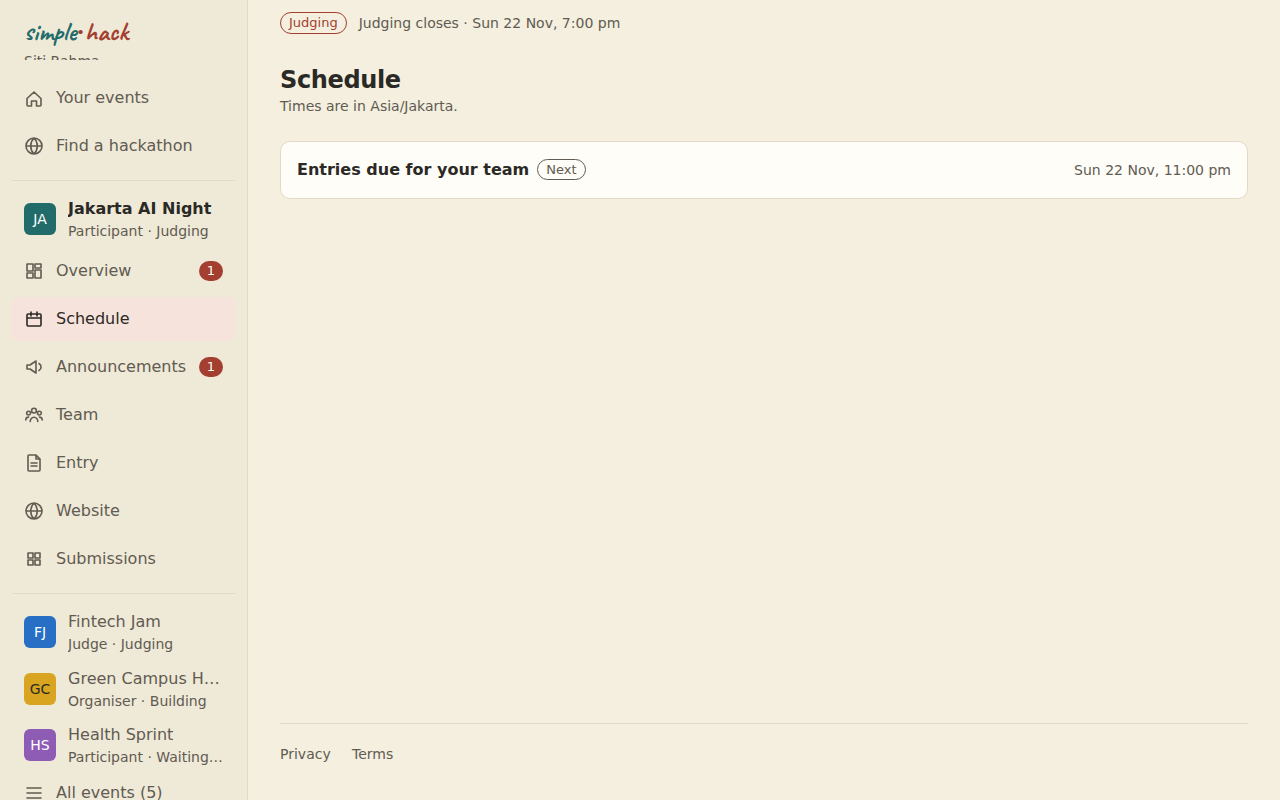 simple·hack
Siti Rahma
Your events
Find a hackathon
JA
Jakarta AI Night
Participant · Judging
Overview
1
Schedule
Announcements
1
Team
Entry
Website
Submissions
FJ
Fintech Jam
Judge · Judging
GC
Green Campus H…
Organiser · Building
HS
Health Sprint
Participant · Waiting…
All events (5)
Judging
Judging closes · Sun 22 Nov, 7:00 pm
Schedule
Times are in Asia/Jakarta.
Entries due for your team
Next
Sun 22 Nov, 11:00 pm
Privacy
Terms